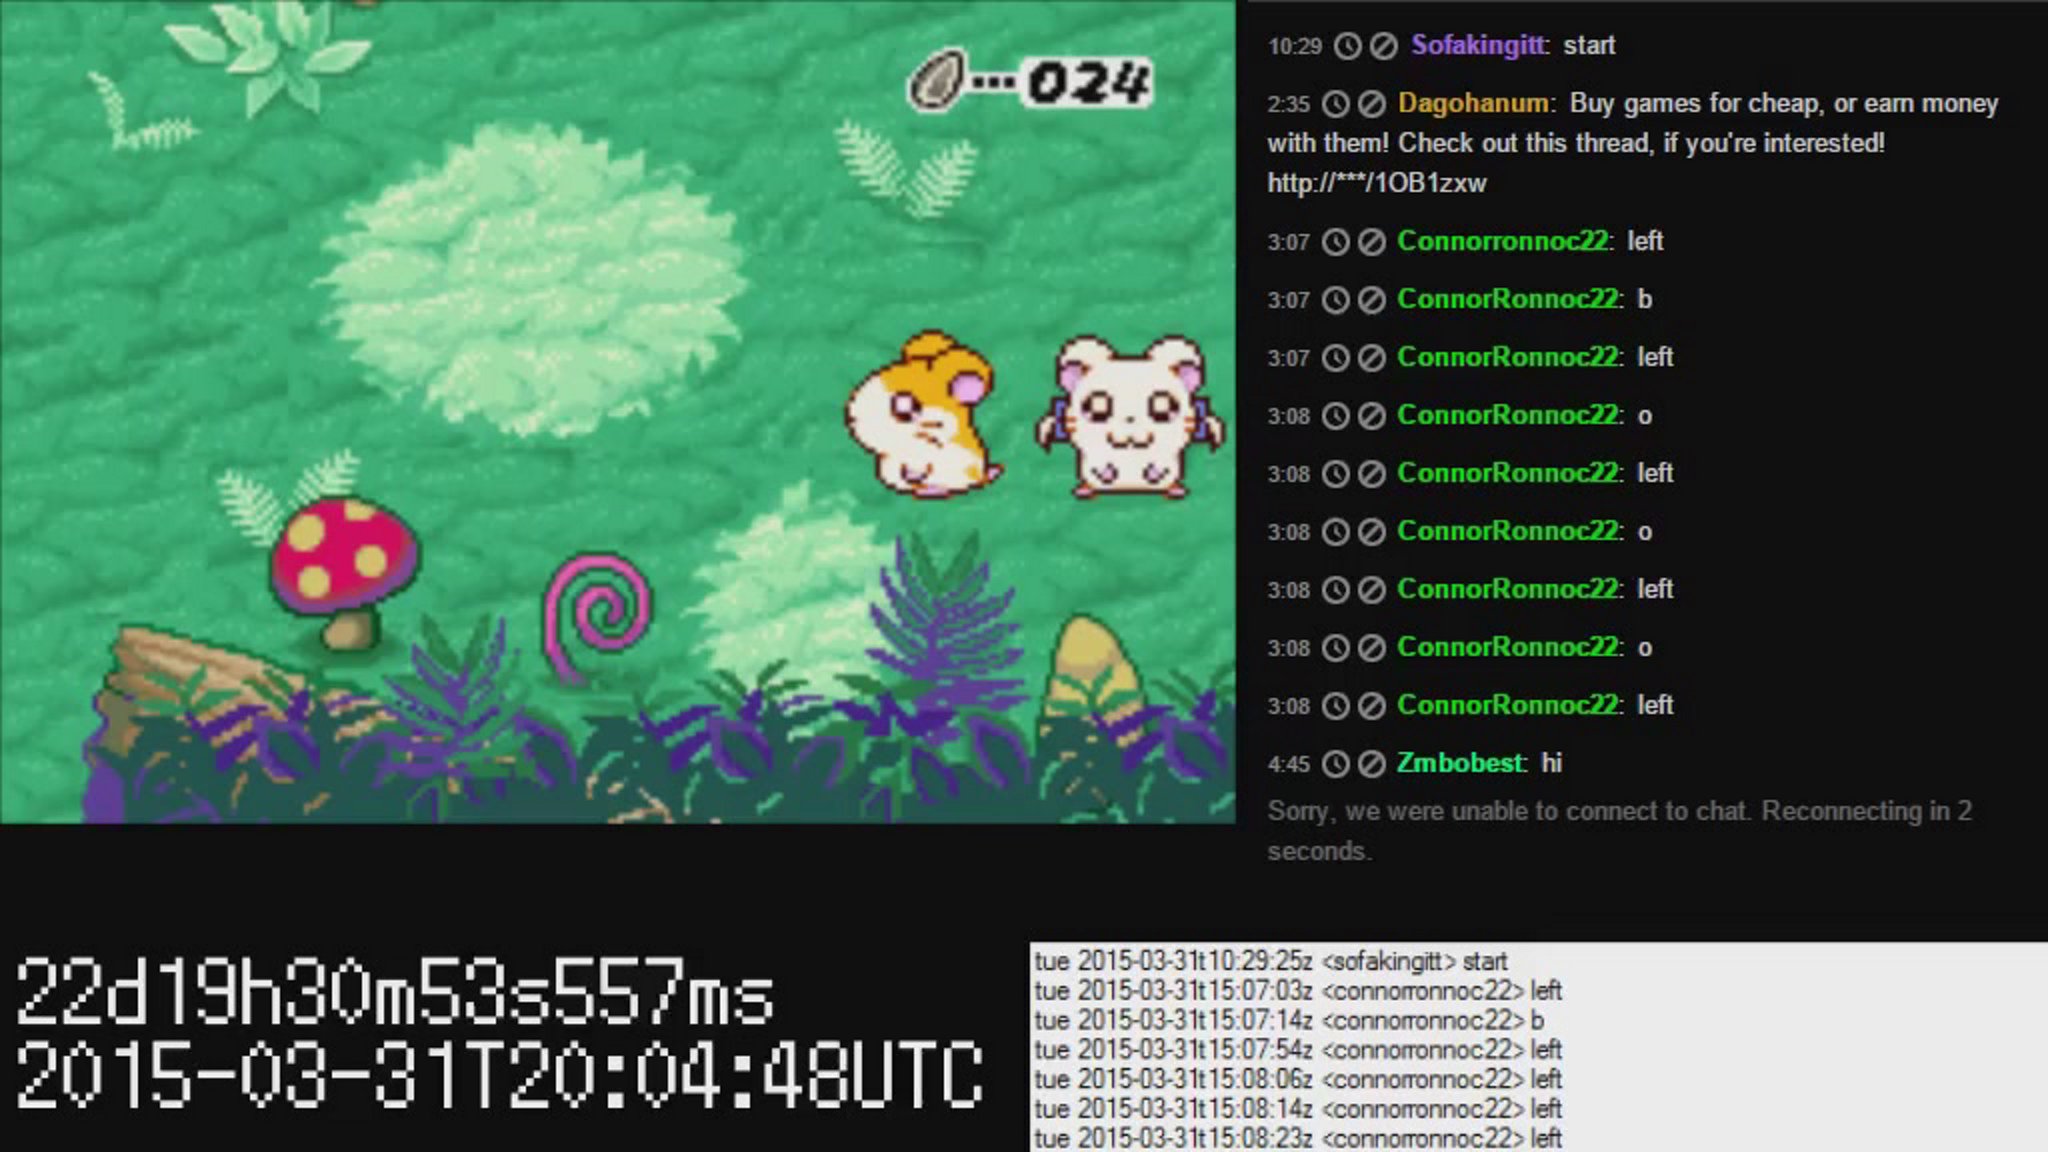 ···024
10:29 Sofakingitt: start
2:35 Dagohanum: Buy games for cheap, or earn money
with them! Check out this thread, if you're interested!
http://***/1OB1zxw
3:07 Connorronnoc22: left
3:07 ConnorRonnoc22: b
3:07 ConnorRonnoc22: left
3:08 ConnorRonnoc22: o
3:08 ConnorRonnoc22: left
3:08 ConnorRonnoc22: o
3:08 ConnorRonnoc22: left
3:08 ConnorRonnoc22: o
3:08 ConnorRonnoc22: left
4:45 Zmbobest: hi
Sorry, we were unable to connect to chat. Reconnecting in 2
seconds.
22d19h30m53s557ms
2015-03-31T20:04:48UTC
tue 2015-03-31t10:29:25z <sofakingitt> start
tue 2015-03-31t15:07:03z <connorronnoc22> left
tue 2015-03-31t15:07:14z <connorronnoc22> b
tue 2015-03-31t15:07:54z <connorronnoc22> left
tue 2015-03-31t15:08:06z <connorronnoc22> left
tue 2015-03-31t15:08:14z <connorronnoc22> left
tue 2015-03-31t15:08:23z <connorronnoc22> left